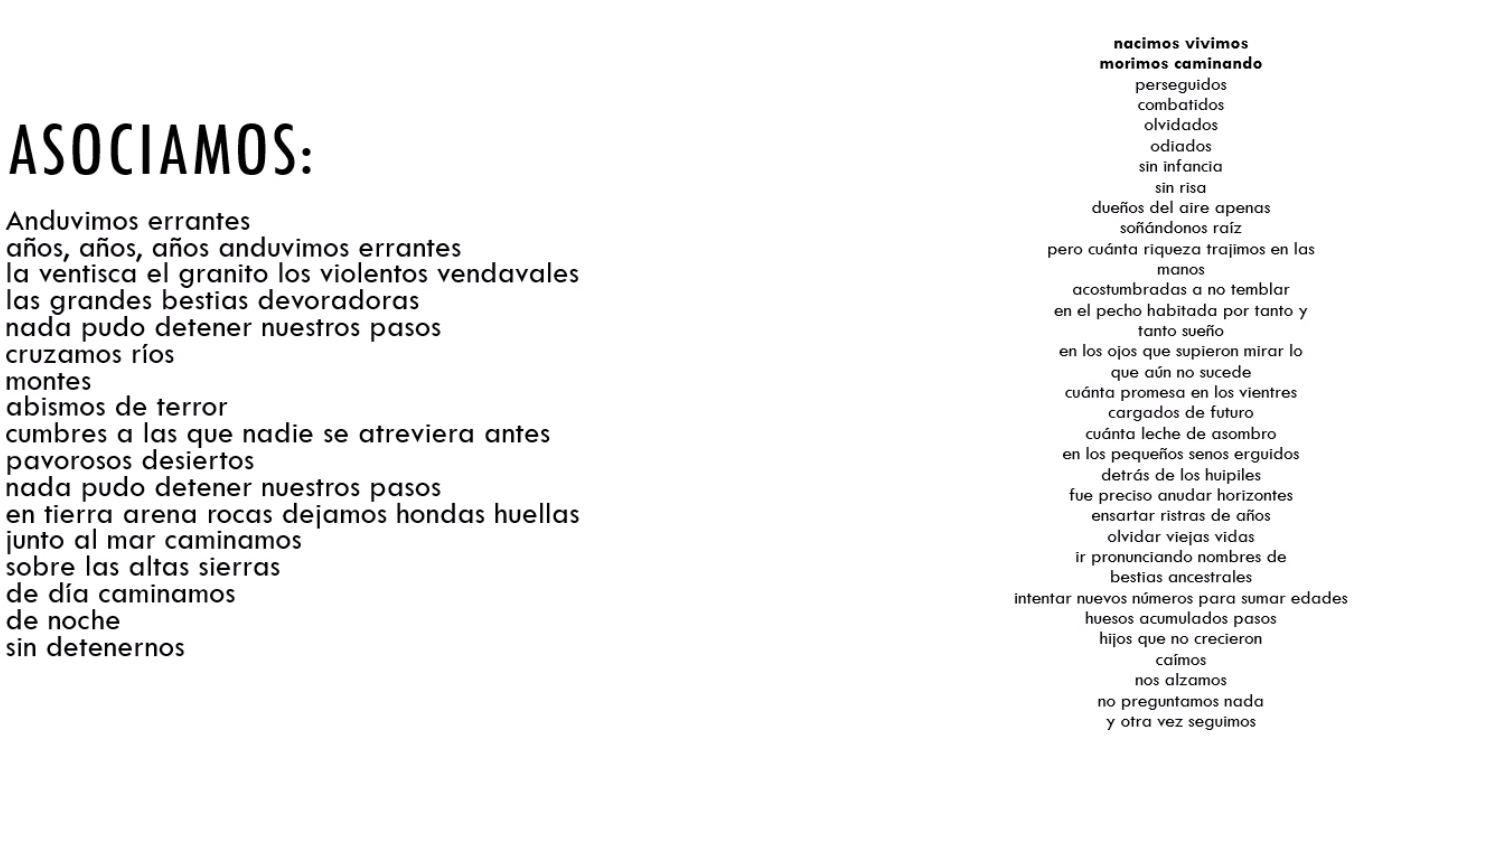 ASOCIAMOS:
Anduvimos errantes
años, años, años anduvimos errantes
la ventisca el granito los violentos vendavales
las grandes bestias devoradoras
nada pudo detener nuestros pasos
cruzamos ríos
montes
abismos de terror
cumbres a las que nadie se atreviera antes
pavorosos desiertos
nada pudo detener nuestros pasos
en tierra arena rocas dejamos hondas huellas
junto al mar caminamos
sobre las altas sierras
de día caminamos
de noche
sin detenernos
nacimos vivimos
morimos caminando
perseguidos
combatidos
olvidados
odiados
sin infancia
sin risa
dueños del aire apenas
soñándonos raíz
pero cuánta riqueza trajimos en las
manos
acostumbradas a no temblar
en el pecho habitada por tanto y
tanto sueño
en los ojos que supieron mirar lo
que aún no sucede
cuánta promesa en los vientres
cargados de futuro
cuánta leche de asombro
en los pequeños senos erguidos
detrás de los huipiles
fue preciso anudar horizontes
ensartar ristras de años
olvidar viejas vidas
ir pronunciando nombres de
bestias ancestrales
intentar nuevos números para sumar edades
huesos acumulados pasos
hijos que no crecieron
caímos
nos alzamos
no preguntamos nada
y otra vez seguimos